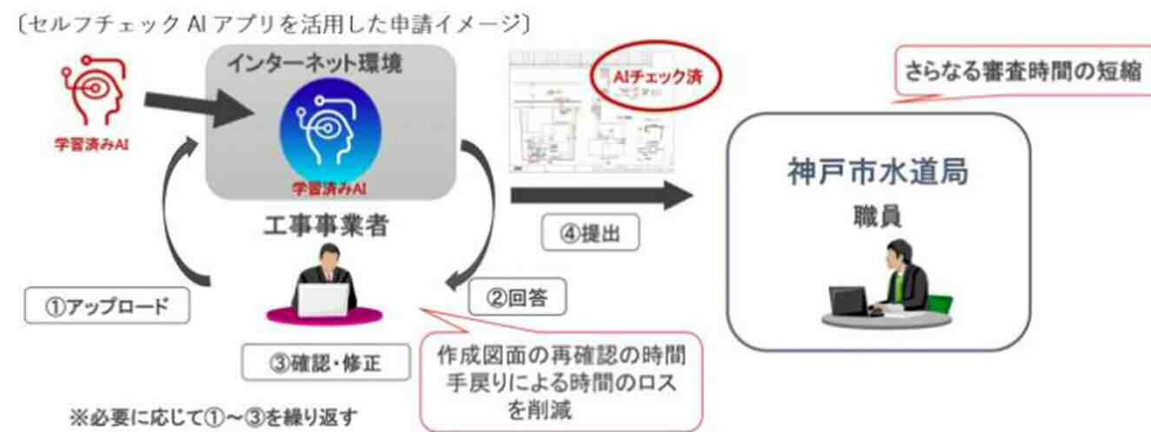 〔セルフチェック AI アプリを活用した申請イメージ〕
学習済みAI
インターネット環境
学習済みAI
工事事業者
①アップロード
②回答
③確認・修正
※必要に応じて①～③を繰り返す
作成図面の再確認の時間
手戻りによる時間のロス
を削減
AIチェック済
④提出
さらなる審査時間の短縮
神戸市水道局
職員